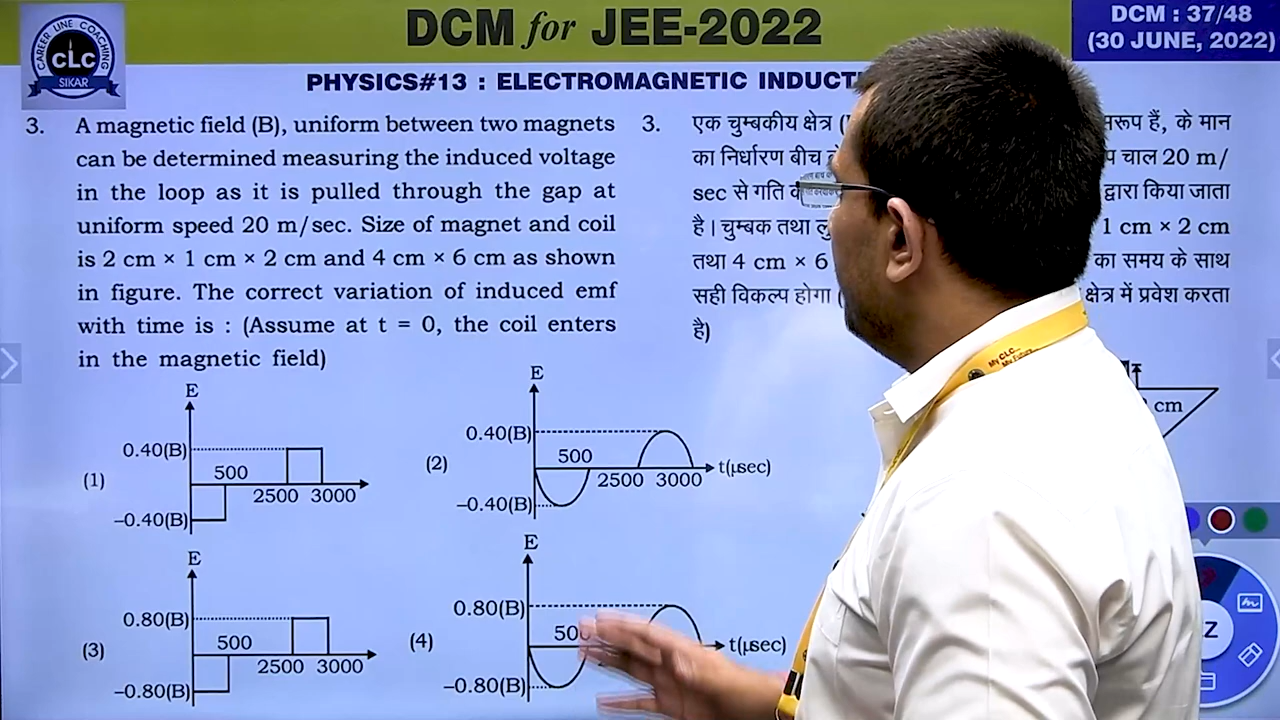 DCM for JEE-2022
DCM : 37/48
(30 JUNE, 2022)
CAREER LINE COACHING
CLC
SIKAR
PHYSICS#13 : ELECTROMAGNETIC
3. A magnetic field (B), uniform between two magnets
can be determined measuring the induced voltage
in the loop as it is pulled through the gap at
uniform speed 20 m/sec. Size of magnet and coil
is 2 cm × 1 cm × 2 cm and 4 cm × 6 cm as shown
in figure. The correct variation of induced emf
with time is : (Assume at t = 0, the coil enters
in the magnetic field)
3. एक चुम्बकीय क्षेत्र ( हैं, के मान
का निर्धारण बीच चाल 20 m/
sec से गति द्वारा किया जाता
है। चुम्बक तथा 1 cm × 2 cm
तथा 4 cm × 6 का समय के साथ
सही विकल्प होगा ( क्षेत्र में प्रवेश करता
है)
cm
(1)
E
0.40(B)
500
2500 3000
–0.40(B)
(2)
E
0.40(B)
500
2500 3000
t(μsec)
–0.40(B)
(3)
E
0.80(B)
500
2500 3000
–0.80(B)
(4)
E
0.80(B)
t(μsec)
–0.80(B)
My CLC...
My Future...
Z